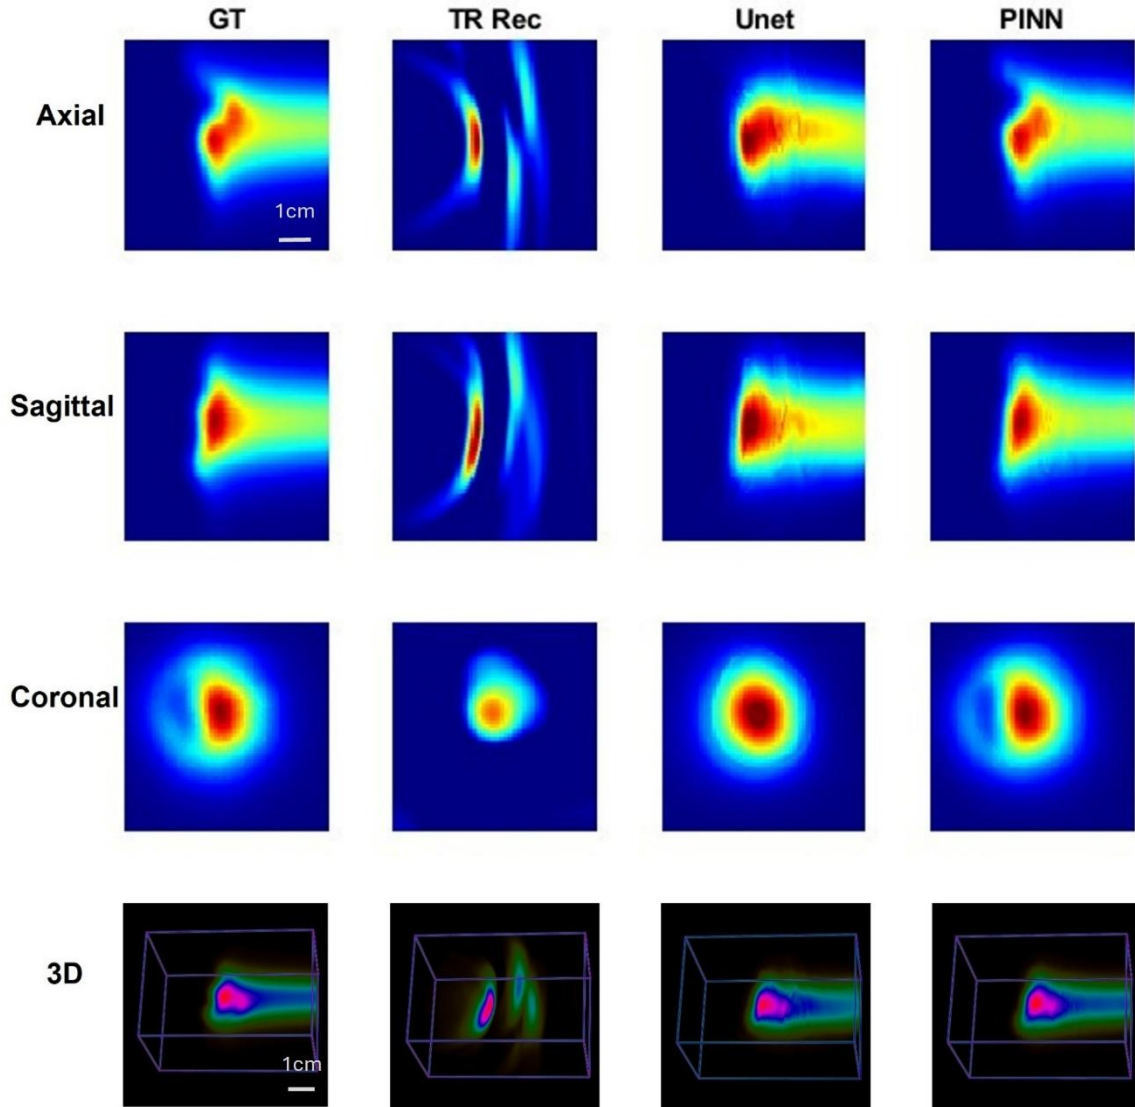 GT TR Rec Unet PINN
Axial
1cm
Sagittal
Coronal
3D
1cm